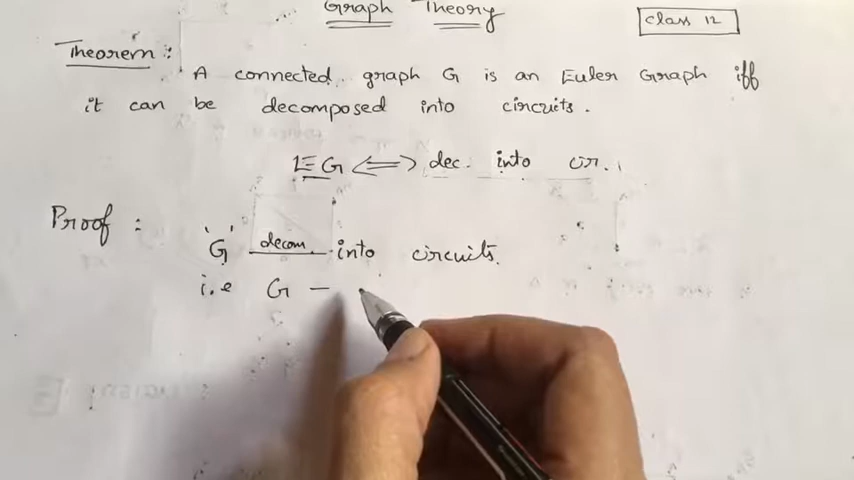 Graph Theory
class 12
Theorem :
A connected graph G is an Euler Graph iff
it can be decomposed into circuits.
EG <=> dec. into cir.
Proof :
'G' decom. into circuits.
i.e G —